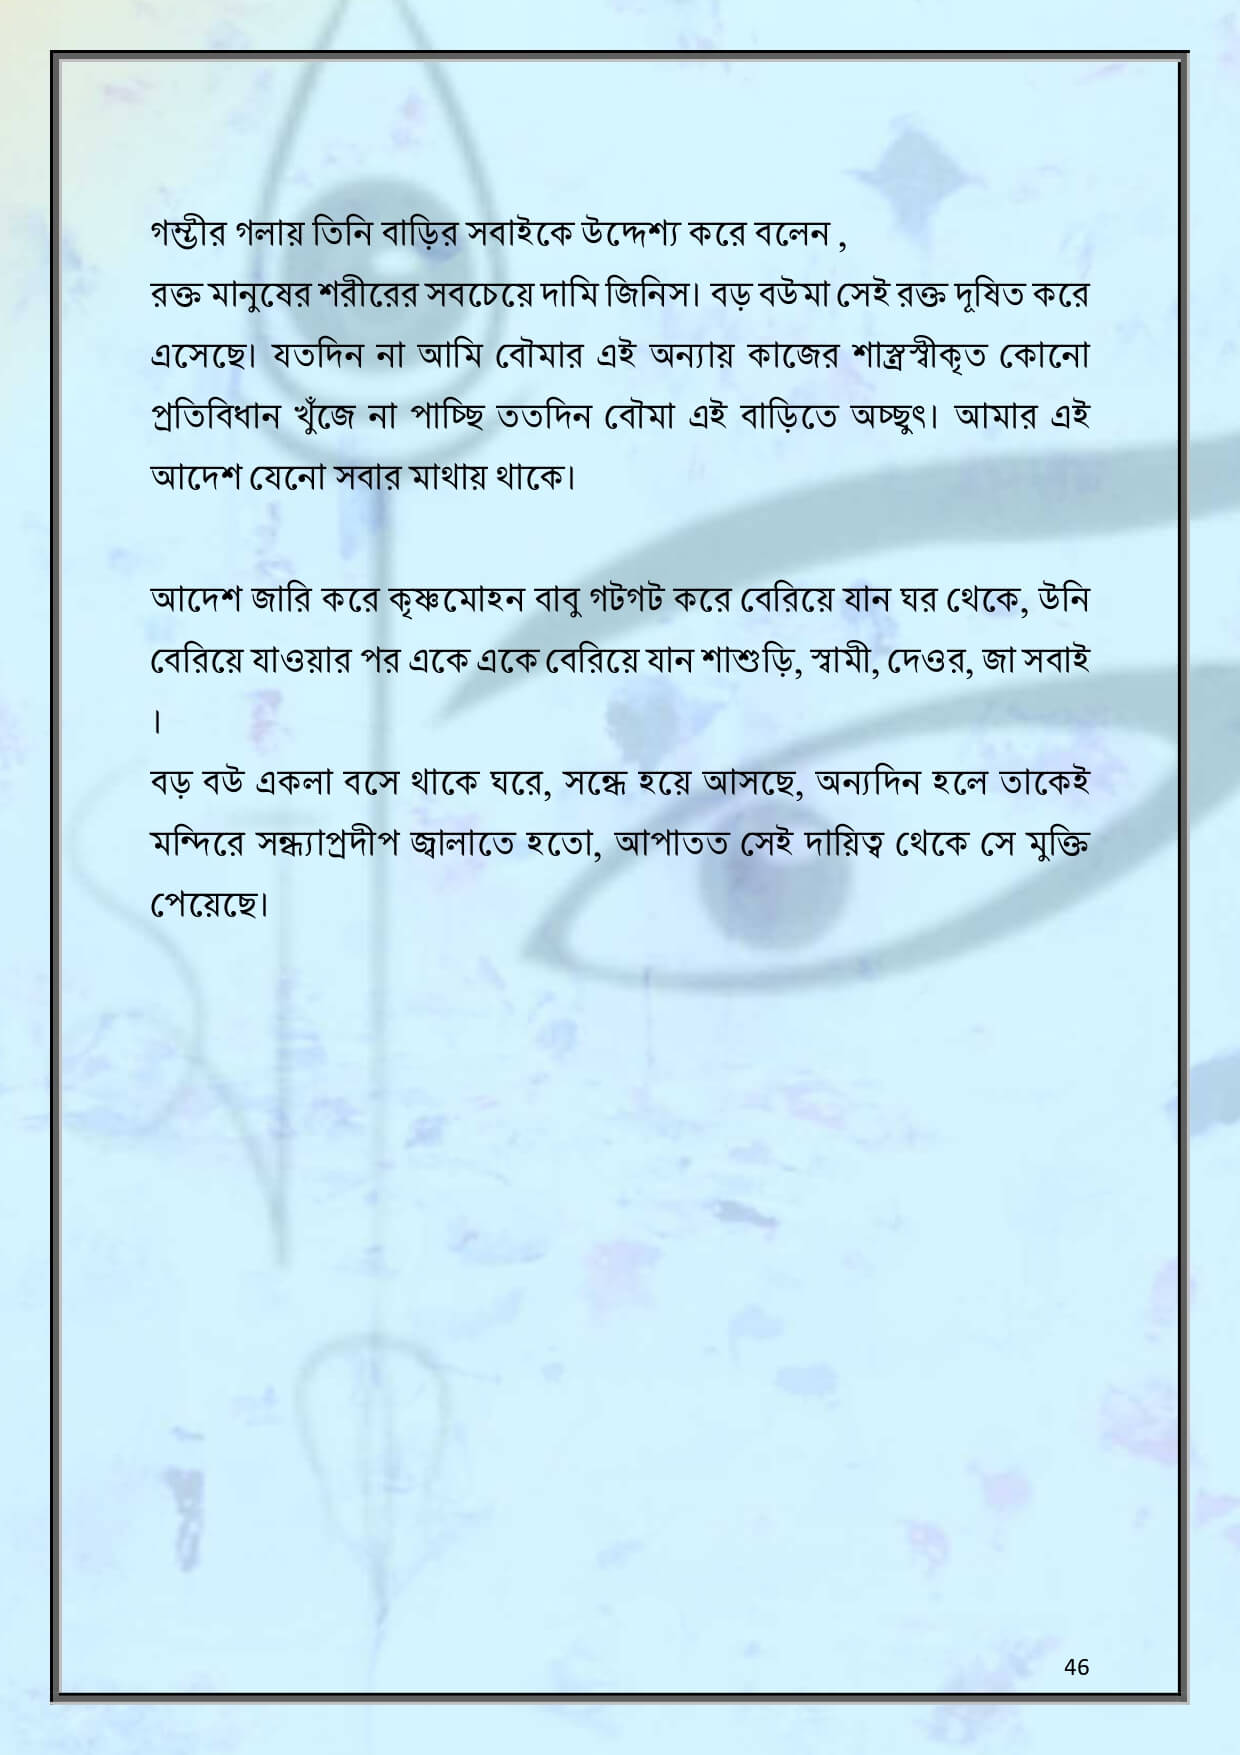 গম্ভীর গলায় তিনি বাড়ির সবাইকে উদ্দেশ্য করে বলেন ,
রক্ত মানুষের শরীরের সবচেয়ে দামি জিনিস। বড় বউমা সেই রক্ত দূষিত করে
এসেছে। যতদিন না আমি বৌমার এই অন্যায় কাজের শাস্ত্রস্বীকৃত কোনো
প্রতিবিধান খুঁজে না পাচ্ছি ততদিন বৌমা এই বাড়িতে অচ্ছুৎ। আমার এই
আদেশ যেনো সবার মাথায় থাকে।
আদেশ জারি করে কৃষ্ণমোহন বাবু গটগট করে বেরিয়ে যান ঘর থেকে, উনি
বেরিয়ে যাওয়ার পর একে একে বেরিয়ে যান শাশুড়ি, স্বামী, দেওর, জা সবাই
।
বড় বউ একলা বসে থাকে ঘরে, সন্ধে হয়ে আসছে, অন্যদিন হলে তাকেই
মন্দিরে সন্ধ্যাপ্রদীপ জ্বালাতে হতো, আপাতত সেই দায়িত্ব থেকে সে মুক্তি
পেয়েছে।
46